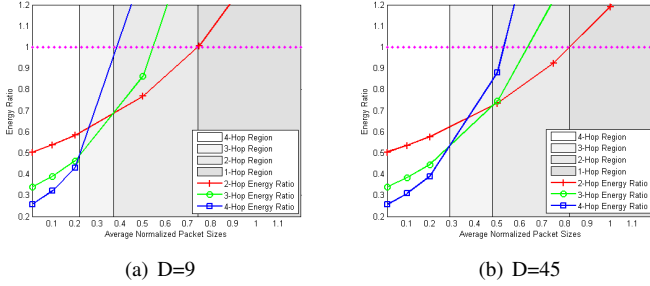 1.2
1.1
1
0.9
0.8
0.7
0.6
0.5
0.4
0.3
0.2
Energy Ratio
0.1 0.2 0.3 0.4 0.5 0.6 0.7 0.8 0.9 1 1.1
Average Normalized Packet Sizes
4-Hop Region
3-Hop Region
2-Hop Region
1-Hop Region
2-Hop Energy Ratio
3-Hop Energy Ratio
4-Hop Energy Ratio
(a) D=9
1.2
1.1
1
0.9
0.8
0.7
0.6
0.5
0.4
0.3
0.2
Energy Ratio
0.1 0.2 0.3 0.4 0.5 0.6 0.7 0.8 0.9 1 1.1
Average Normalized Packet Sizes
4-Hop Region
3-Hop Region
2-Hop Region
1-Hop Region
2-Hop Energy Ratio
3-Hop Energy Ratio
4-Hop Energy Ratio
(b) D=45